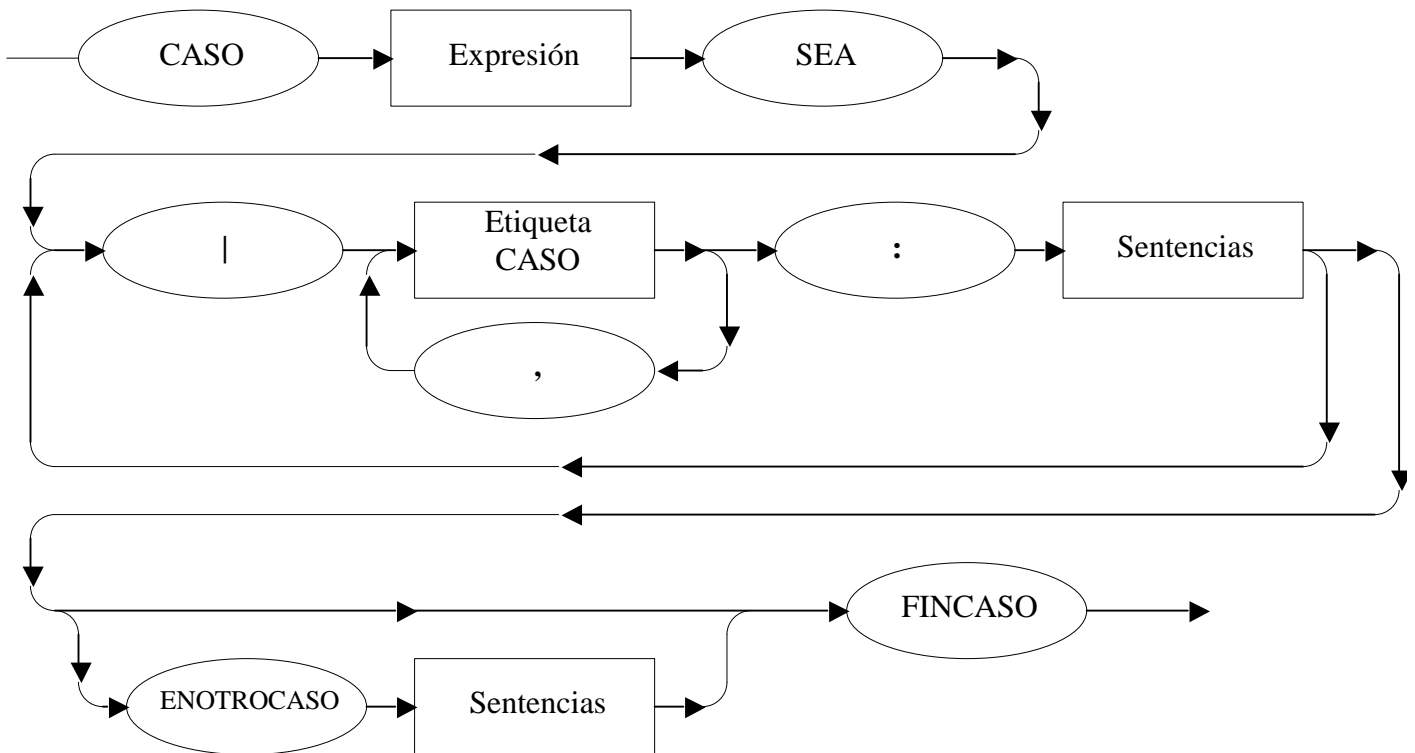 CASO
Expresión
SEA
|
Etiqueta
CASO
:
Sentencias
,
FINCASO
ENOTROCASO
Sentencias